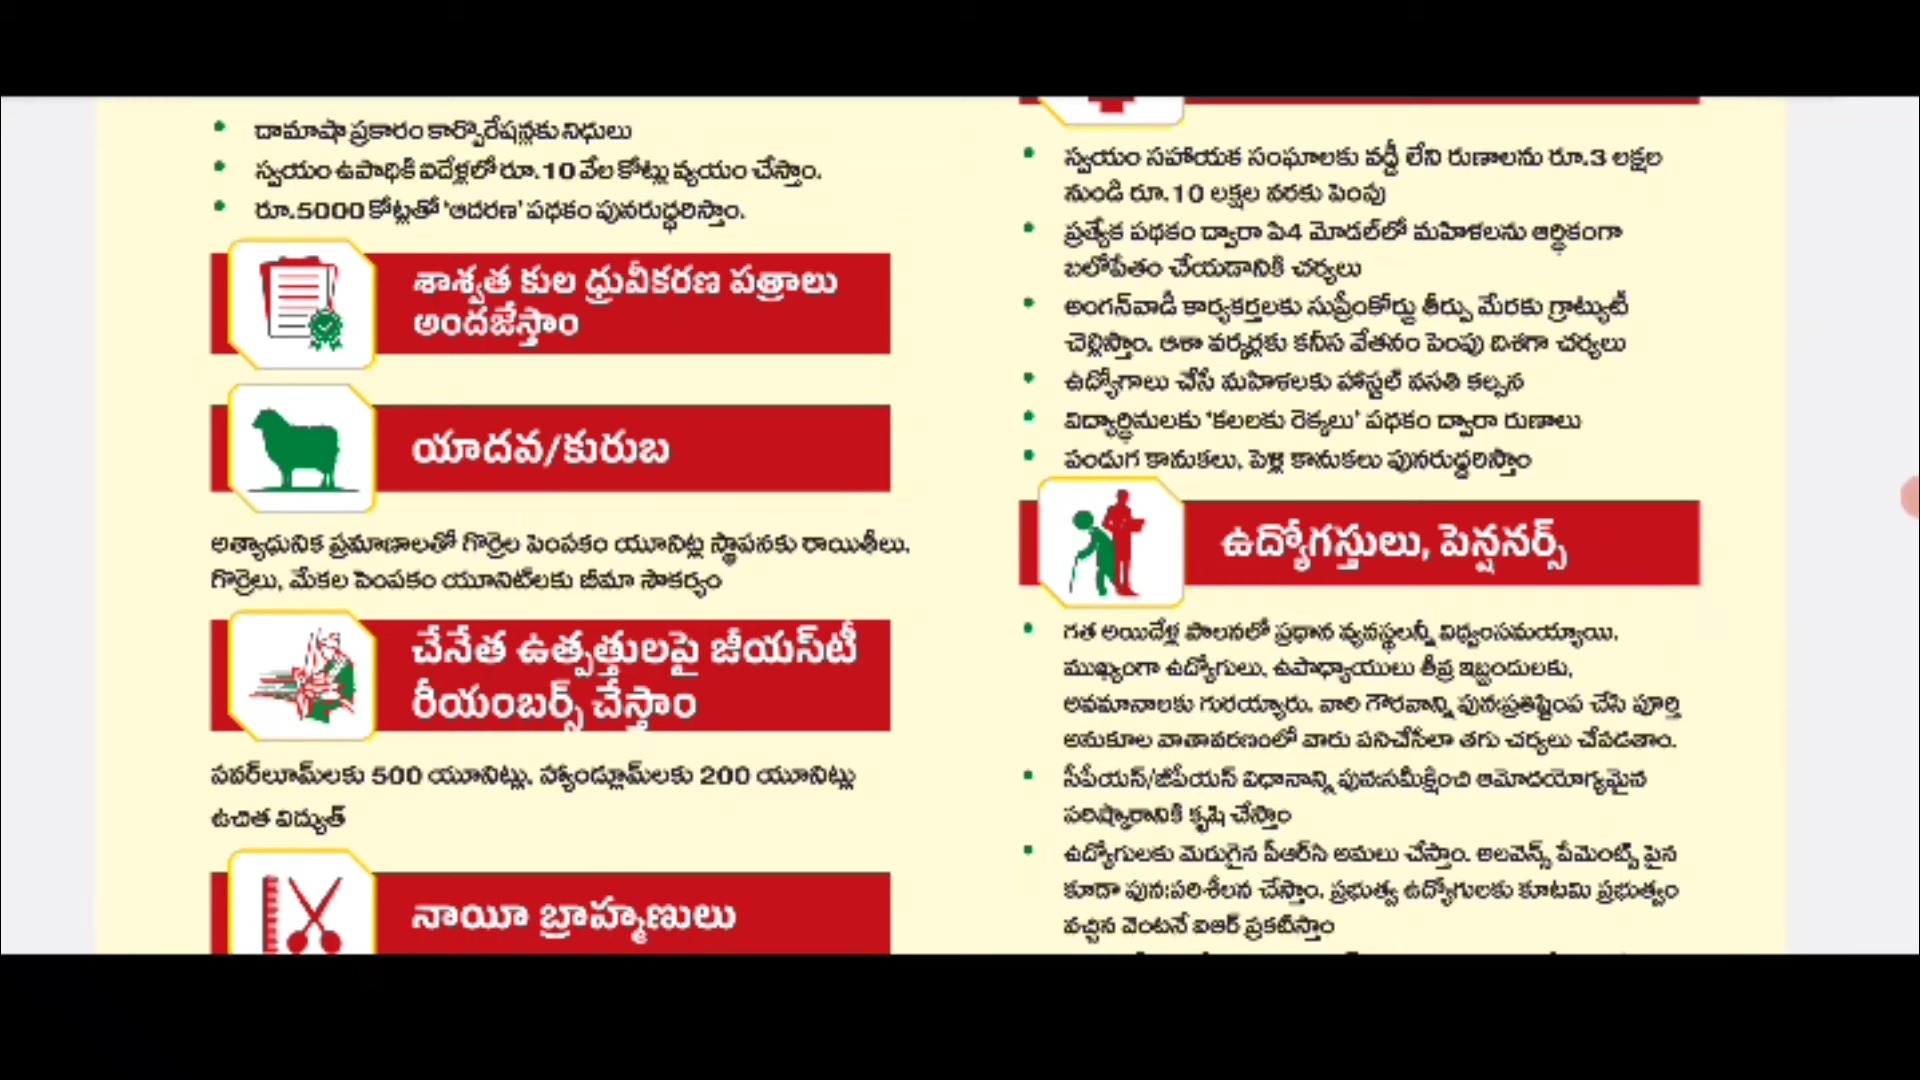 దామాషా ప్రకారం కార్పొరేషన్లకు నిధులు
స్వయం ఉపాధికి ఐదేళ్లలో రూ.10 వేల కోట్లు వ్యయం చేస్తాం.
రూ.5000 కోట్లతో ‘ఆదరణ’ పథకం పునరుద్ధరిస్తాం.
శాశ్వత కుల ధ్రువీకరణ పత్రాలు
అందజేస్తాం
యాదవ/కురుబ
అత్యాధునిక ప్రమాణాలతో గొర్రెల పెంపకం యూనిట్ల స్థాపనకు రాయితీలు.
గొర్రెలు, మేకల పెంపకం యూనిట్‌లకు బీమా సౌకర్యం
చేనేత ఉత్పత్తులపై జీయస్‌టీ
రీయంబర్స్ చేస్తాం
పవర్‌లూమ్‌లకు 500 యూనిట్లు, హ్యాండ్లూమ్‌లకు 200 యూనిట్లు
ఉచిత విద్యుత్
నాయీ బ్రాహ్మణులు
స్వయం సహాయక సంఘాలకు వడ్డీ లేని రుణాలను రూ.3 లక్షల
నుండి రూ.10 లక్షల వరకు పెంపు
ప్రత్యేక పథకం ద్వారా పి4 మోడల్‌లో మహిళలను ఆర్థికంగా
బలోపేతం చేయడానికి చర్యలు
అంగన్‌వాడీ కార్యకర్తలకు సుప్రీంకోర్టు తీర్పు మేరకు గ్రాట్యుటీ
చెల్లిస్తాం. ఆశా వర్కర్లకు కనీస వేతనం పెంపు దిశగా చర్యలు
ఉద్యోగాలు చేసే మహిళలకు హాస్టల్ వసతి కల్పన
విద్యార్థినులకు ‘కలలకు రెక్కలు’ పథకం ద్వారా రుణాలు
పండుగ కానుకలు, పెళ్లి కానుకలు పునరుద్ధరిస్తాం
ఉద్యోగస్తులు, పెన్షనర్స్
గత అయిదేళ్ల పాలనలో ప్రధాన వ్యవస్థలన్నీ విధ్వంసమయ్యాయి.
ముఖ్యంగా ఉద్యోగులు, ఉపాధ్యాయులు తీవ్ర ఇబ్బందులకు,
అవమానాలకు గురయ్యారు. వారి గౌరవాన్ని పునఃప్రతిష్టింప చేసి పూర్తి
అనుకూల వాతావరణంలో వారు పనిచేసేలా తగు చర్యలు చేపడతాం.
సీపీయస్/జీపీయస్ విధానాన్ని పునఃసమీక్షించి ఆమోదయోగ్యమైన
పరిష్కారానికి కృషి చేస్తాం
ఉద్యోగులకు మెరుగైన పీఆర్‌సి అమలు చేస్తాం. అలవెన్స్ పేమెంట్స్ పైన
కూడా పున:పరిశీలన చేస్తాం. ప్రభుత్వ ఉద్యోగులకు కూటమి ప్రభుత్వం
వచ్చిన వెంటనే ఐఆర్ ప్రకటిస్తాం